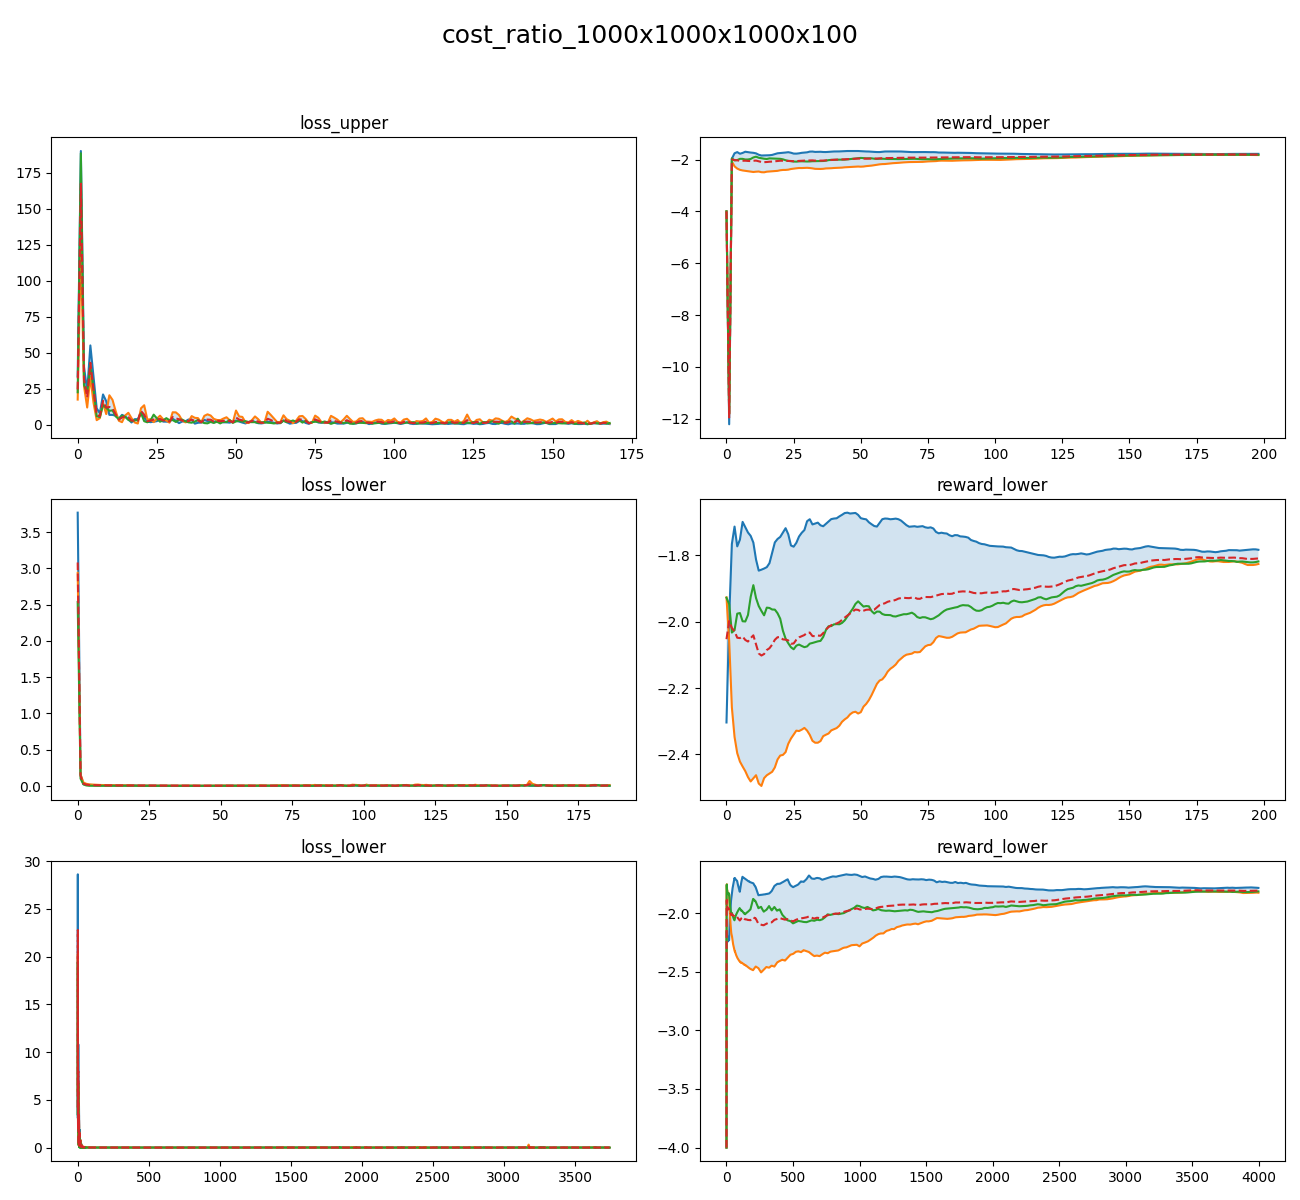 cost_ratio_1000x1000x1000x100
loss_upper
175
150
125
100
75
50
25
0
0 25 50 75 100 125 150 175
reward_upper
−2
−4
−6
−8
−10
−12
0 25 50 75 100 125 150 175 200
loss_lower
3.5
3.0
2.5
2.0
1.5
1.0
0.5
0.0
0 25 50 75 100 125 150 175
reward_lower
−1.8
−2.0
−2.2
−2.4
0 25 50 75 100 125 150 175 200
loss_lower
30
25
20
15
10
5
0
0 500 1000 1500 2000 2500 3000 3500
reward_lower
−2.0
−2.5
−3.0
−3.5
−4.0
0 500 1000 1500 2000 2500 3000 3500 4000